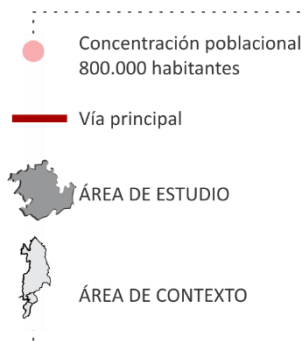 Concentración poblacional
800.000 habitantes
Vía principal
ÁREA DE ESTUDIO
ÁREA DE CONTEXTO